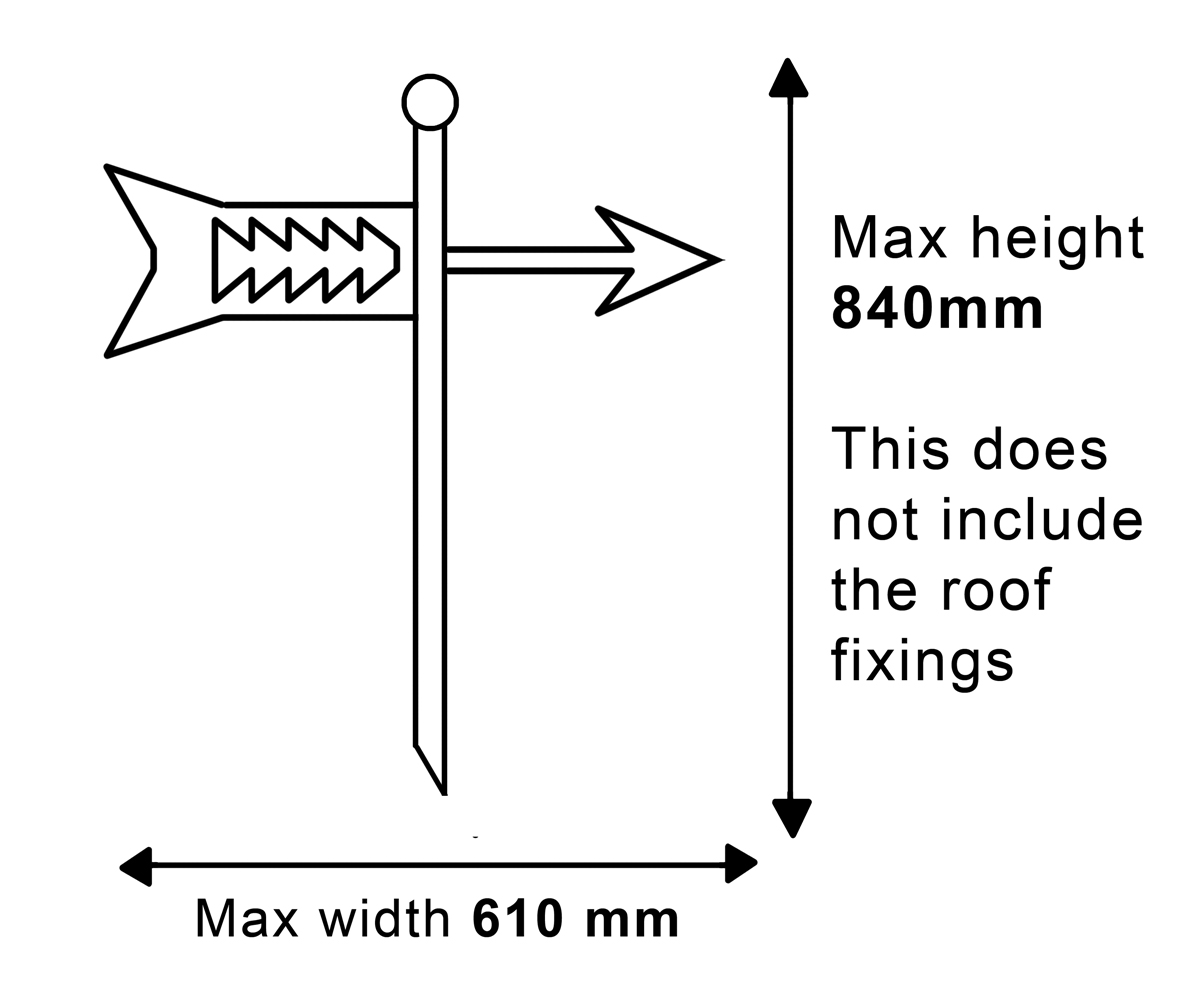 Max height
840mm
This does
not include
the roof
fixings
Max width 610 mm